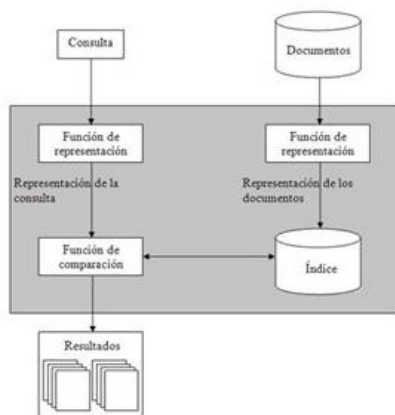 Consulta
Documentos
Función de
representación
Función de
representación
Representación de la
consulta
Representación de los
documentos
Función de
comparación
Índice
Resultados